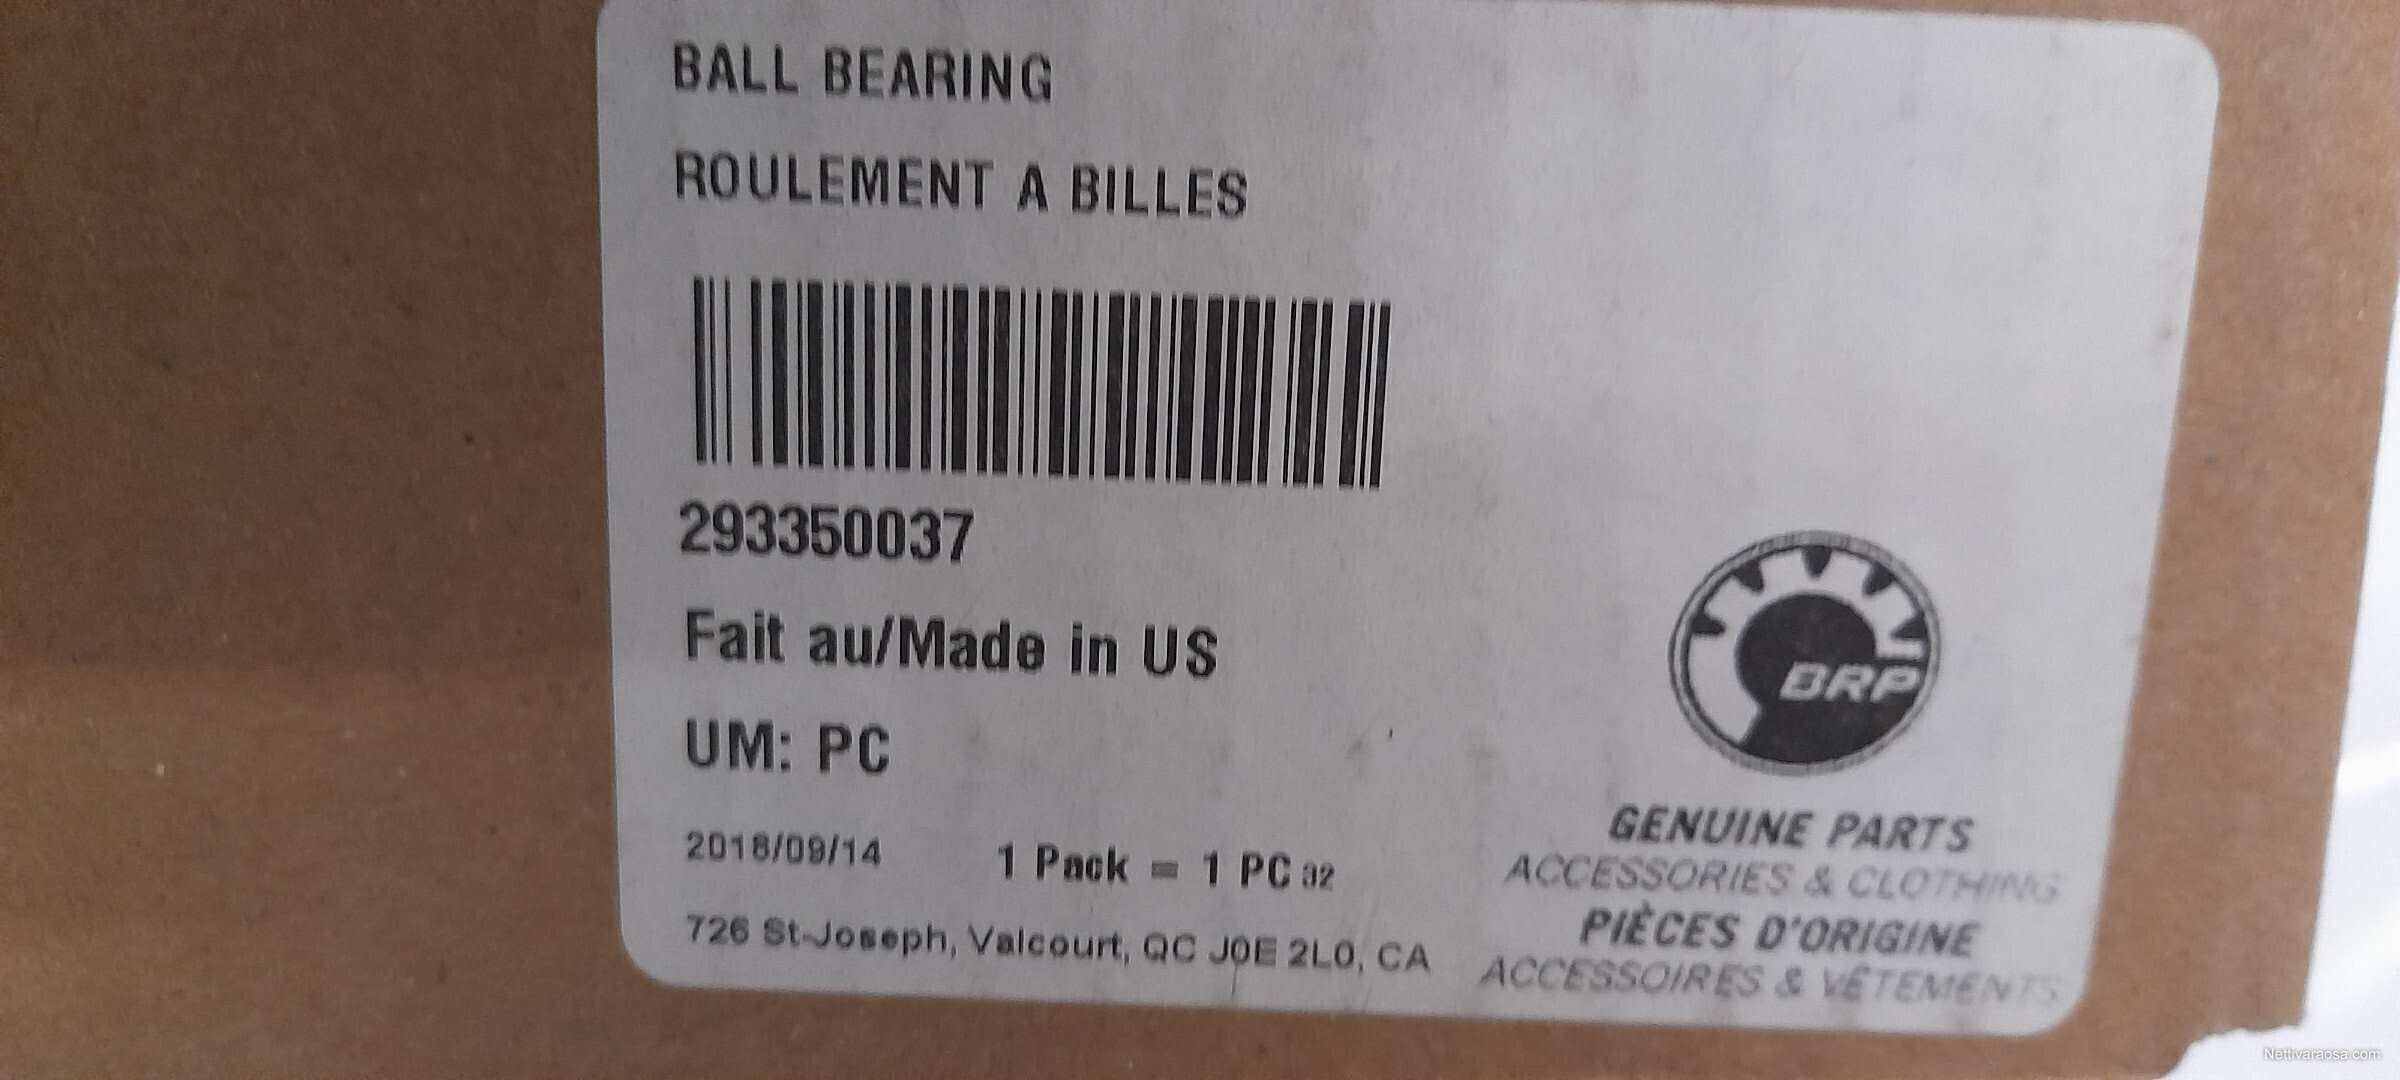 BALL BEARING
ROULEMENT A BILLES
293350037
Fait au/Made in US
UM: PC
2018/09/14
1 Pack = 1 PC 32
726 St-Joseph, Valcourt, QC J0E 2L0, CA
BRP
GENUINE PARTS
ACCESSORIES & CLOTHING
PIÈCES D'ORIGINE
ACCESSOIRES & VÊTEMENTS
Nettivaraosa.com